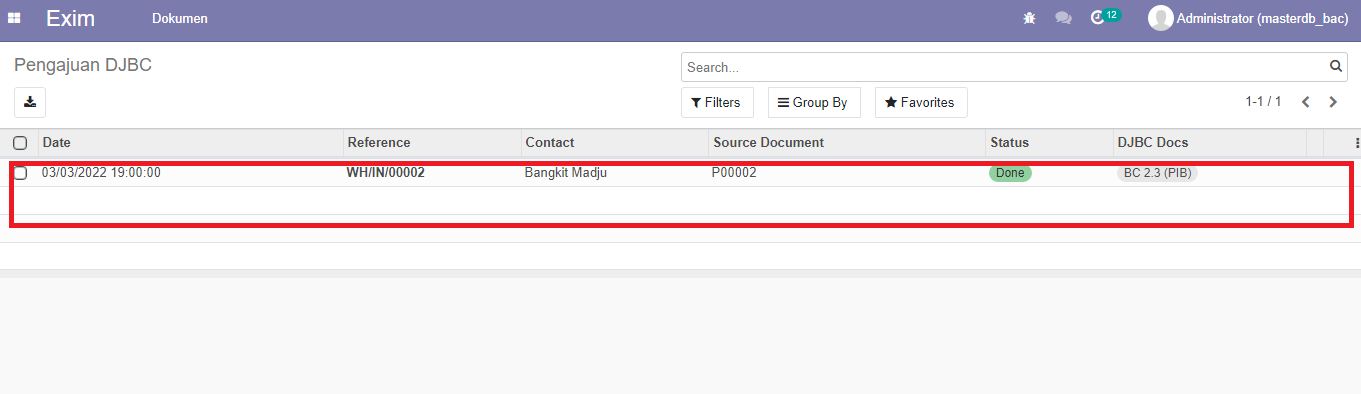 Exim Dokumen 12 Administrator (masterdb_bac)
Pengajuan DJBC
Search...
Filters Group By Favorites 1-1 / 1
Date Reference Contact Source Document Status DJBC Docs
03/03/2022 19:00:00 WH/IN/00002 Bangkit Madju P00002 Done BC 2.3 (PIB)